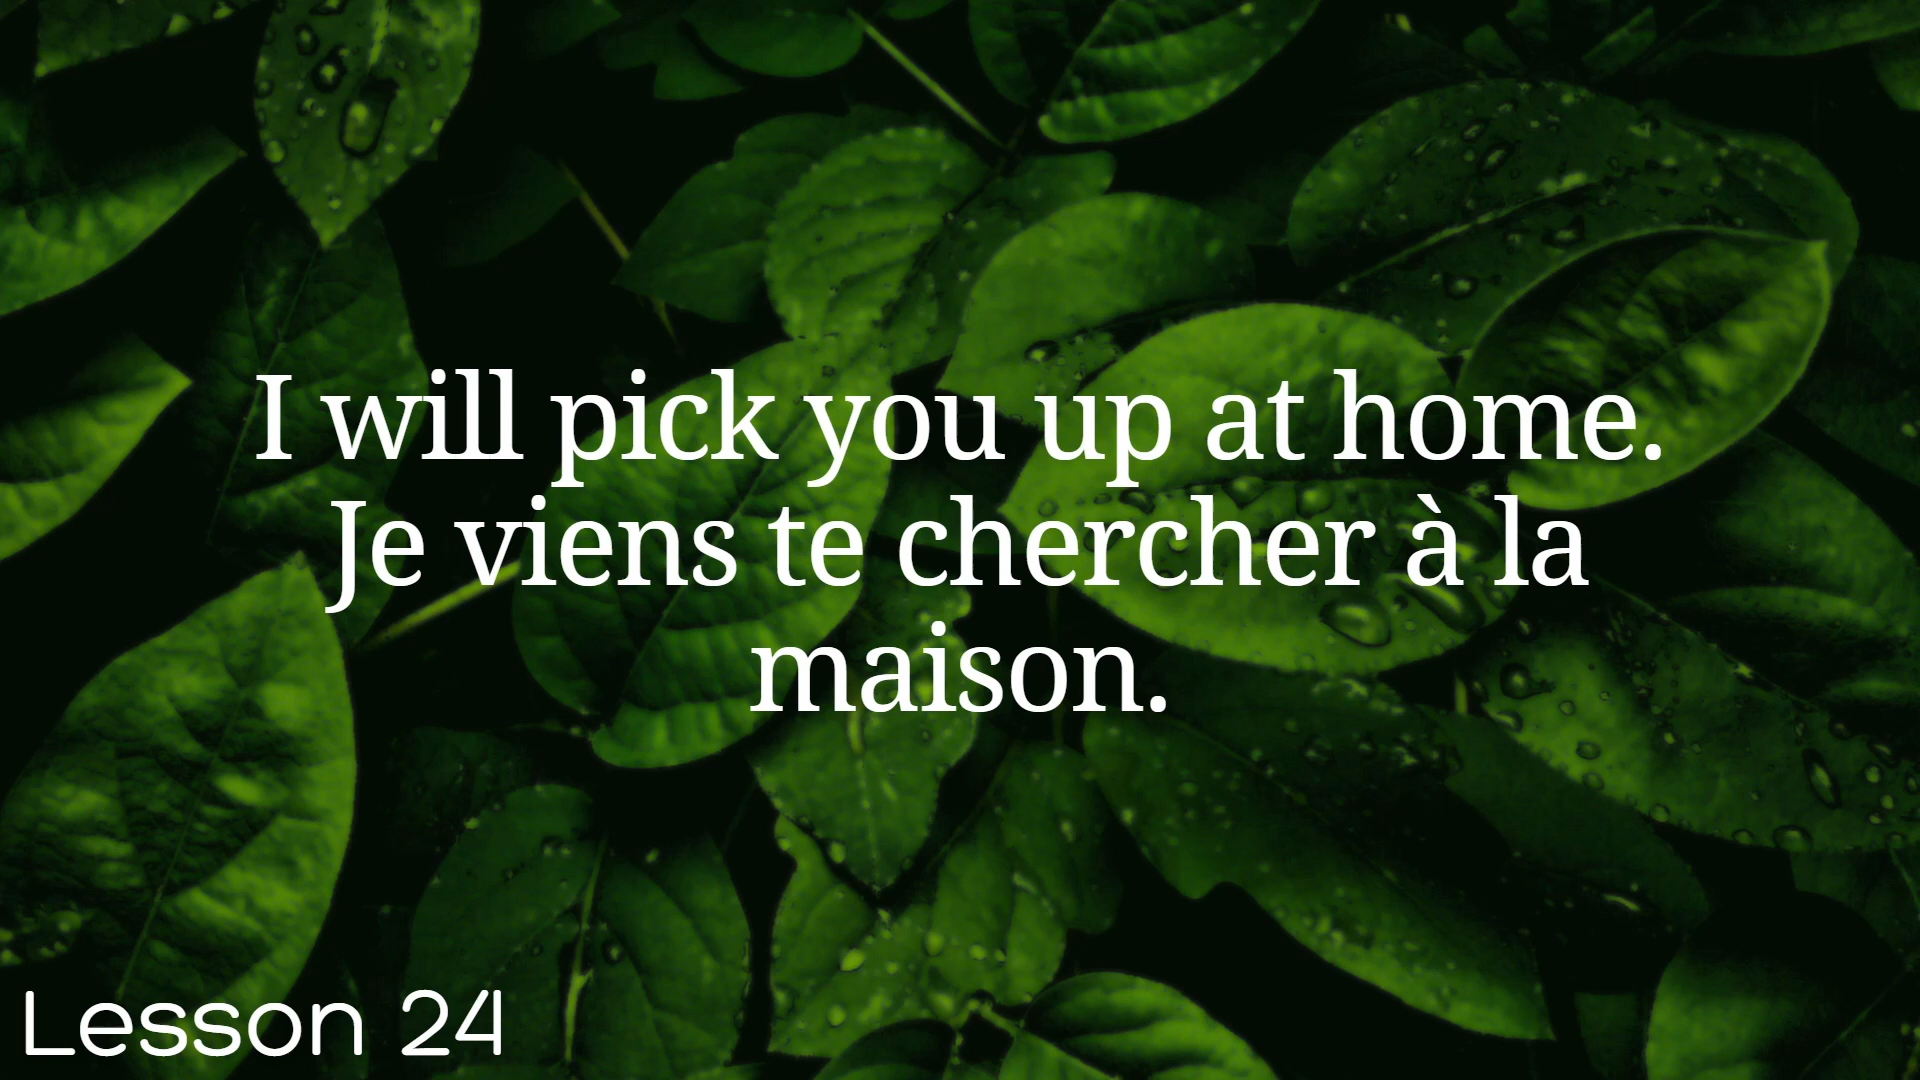 I will pick you up at home.
Je viens te chercher à la
maison.
Lesson 24